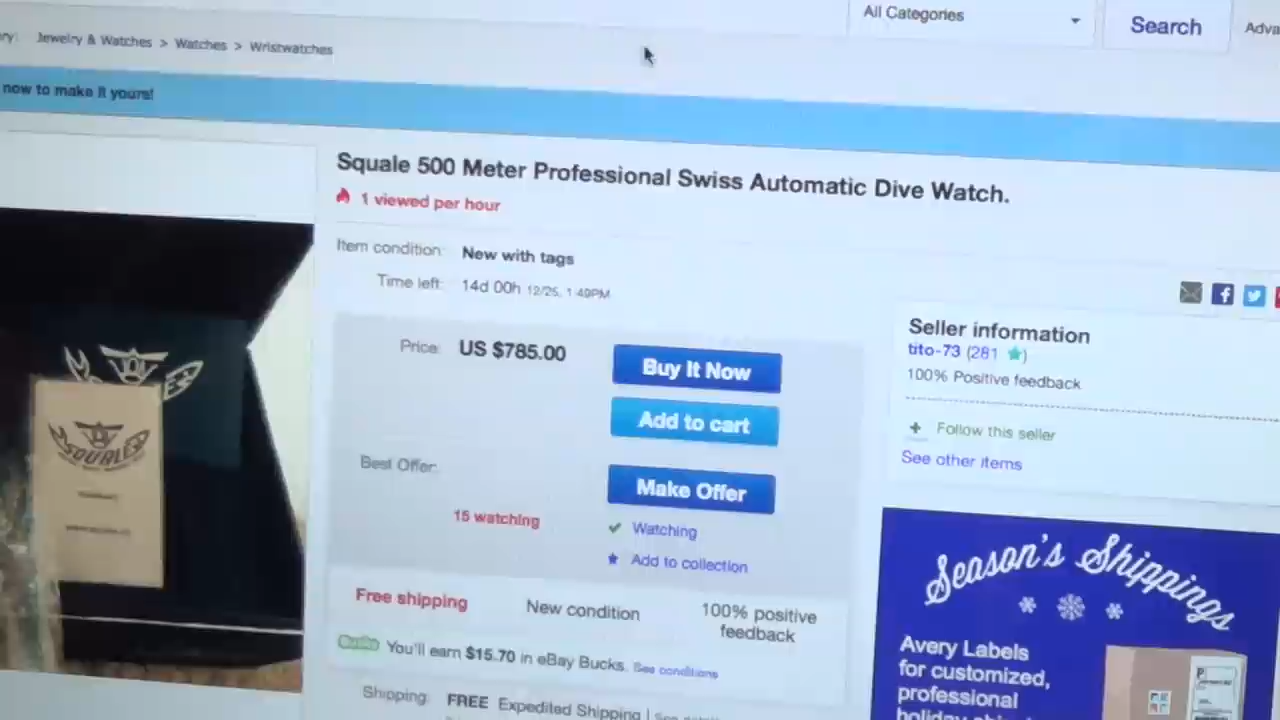 All Categories
Search
Jewelry & Watches > Watches > Wristwatches
now to make it yours!
Squale 500 Meter Professional Swiss Automatic Dive Watch.
1 viewed per hour
Item condition: New with tags
Time left: 14d 00h 12/25, 1:40PM
Price: US $785.00
Buy It Now
Add to cart
Best Offer:
Make Offer
15 watching
Watching
Add to collection
Free shipping
New condition
100% positive
feedback
You'll earn $15.70 in eBay Bucks. See conditions
Shipping: FREE Expedited Shipping |
Seller information
tito-73 (281)
100% Positive feedback
+ Follow this seller
See other items
Season's Shippings
Avery Labels
for customized,
professional
SQUALE